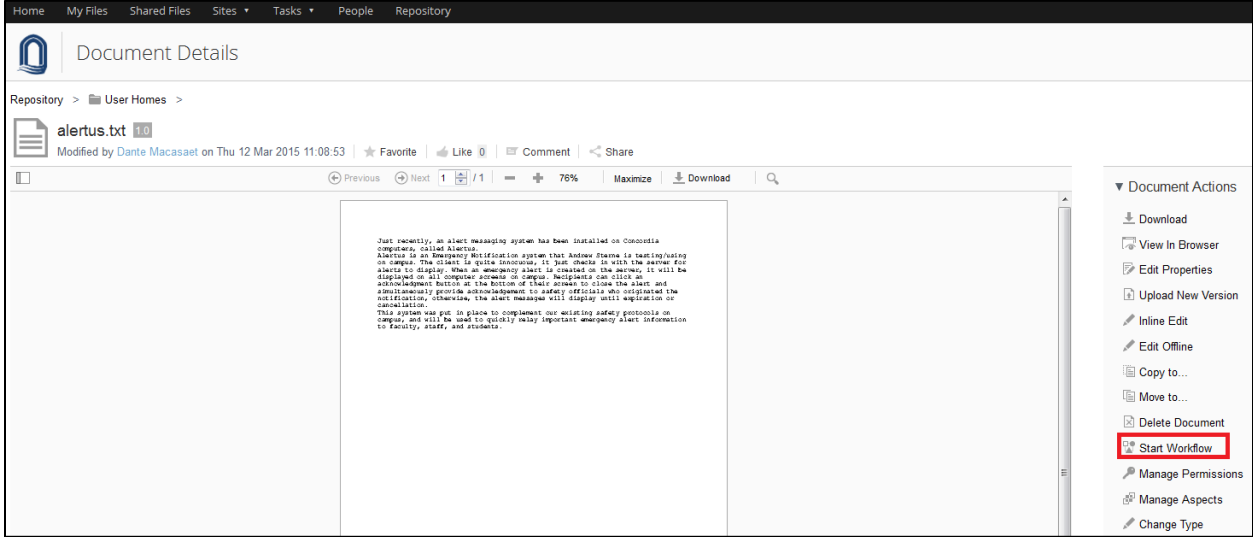 Home My Files Shared Files Sites ▾ Tasks ▾ People Repository
Document Details
Repository > User Homes >
alertus.txt 1.0
Modified by Dante Macasaet on Thu 12 Mar 2015 11:08:53 Favorite Like 0 Comment Share
Previous Next 1 / 1 76% Maximize Download
Just recently, an alert messaging system has been installed on Concordia
computers, called Alertus.
Alertus is an Emergency Notification system that Andrew Sterne is testing/using
on campus. The client is quite innocuous, it just checks in with the server for
alerts to display. When an emergency alert is created on the server, it will be
displayed on all computer screens on campus. Recipients can click an
acknowledgment button at the bottom of their screen to close the alert and
simultaneously provide acknowledgement to safety officials who originated the
notification, otherwise, the alert messages will display until expiration or
cancellation.
This system was put in place to complement our existing safety protocols on
campus, and will be used to quickly relay important emergency alert information
to faculty, staff, and students.
▼ Document Actions
Download
View In Browser
Edit Properties
Upload New Version
Inline Edit
Edit Offline
Copy to...
Move to...
Delete Document
Start Workflow
Manage Permissions
Manage Aspects
Change Type